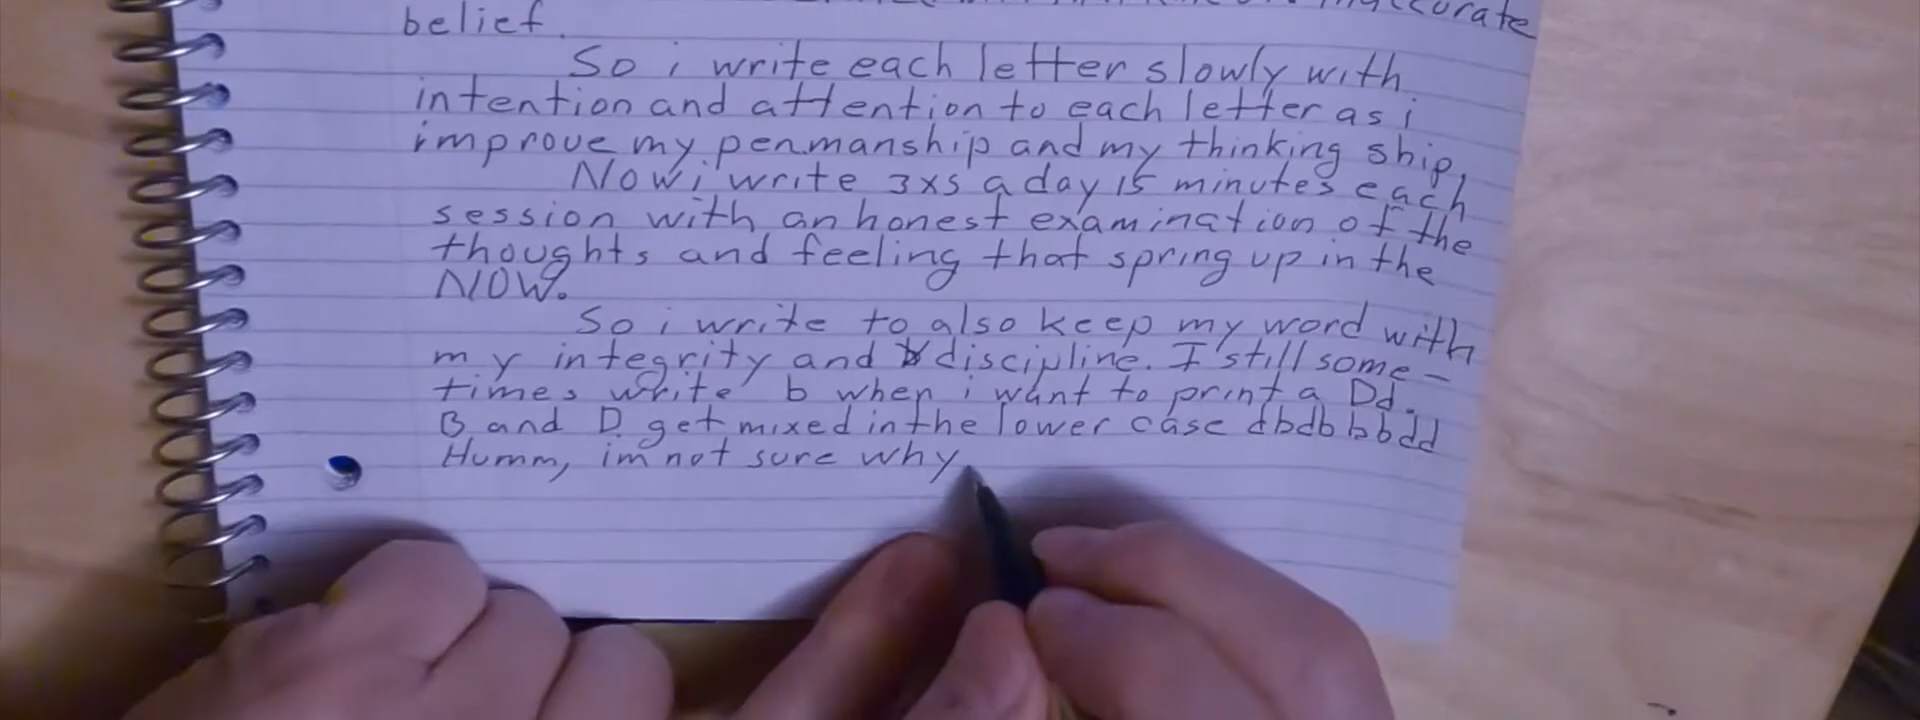 inaccurate
belief.
So i write each letter slowly with
intention and attention to each letter as i
improve my penmanship and my thinking ship.
Now i write 3xs a day 15 minutes each
session with an honest examination of the
thoughts and feeling that spring up in the
NOW.
So i write to also keep my word with
my integrity and discipline. I still some-
times write b when i want to print a Dd.
B and D get mixed in the lower case dbdbbbdd
Humm, im not sure why